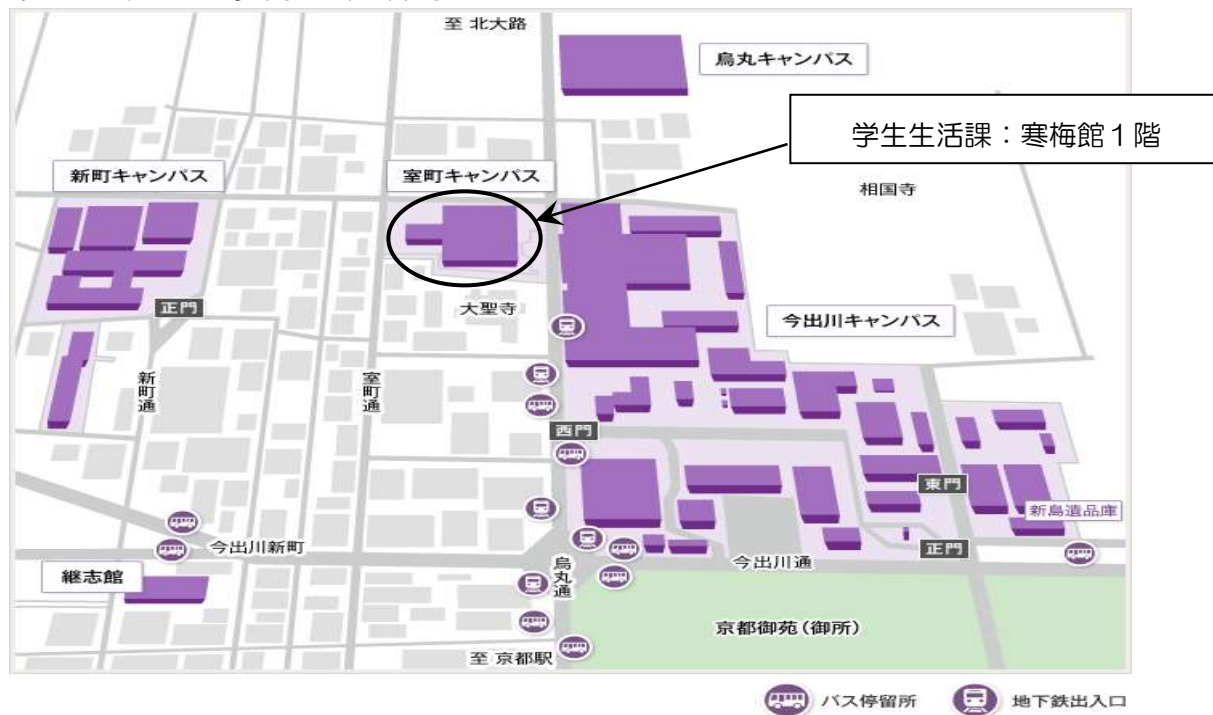 至 北大路
烏丸キャンパス
学生生活課：寒梅館１階
新町キャンパス
室町キャンパス
相国寺
正門
大聖寺
今出川キャンパス
新町通
室町通
西門
東門
新島遺品庫
今出川新町
正門
今出川通
烏丸通
継志館
京都御苑（御所）
至 京都駅
バス停留所
地下鉄出入口